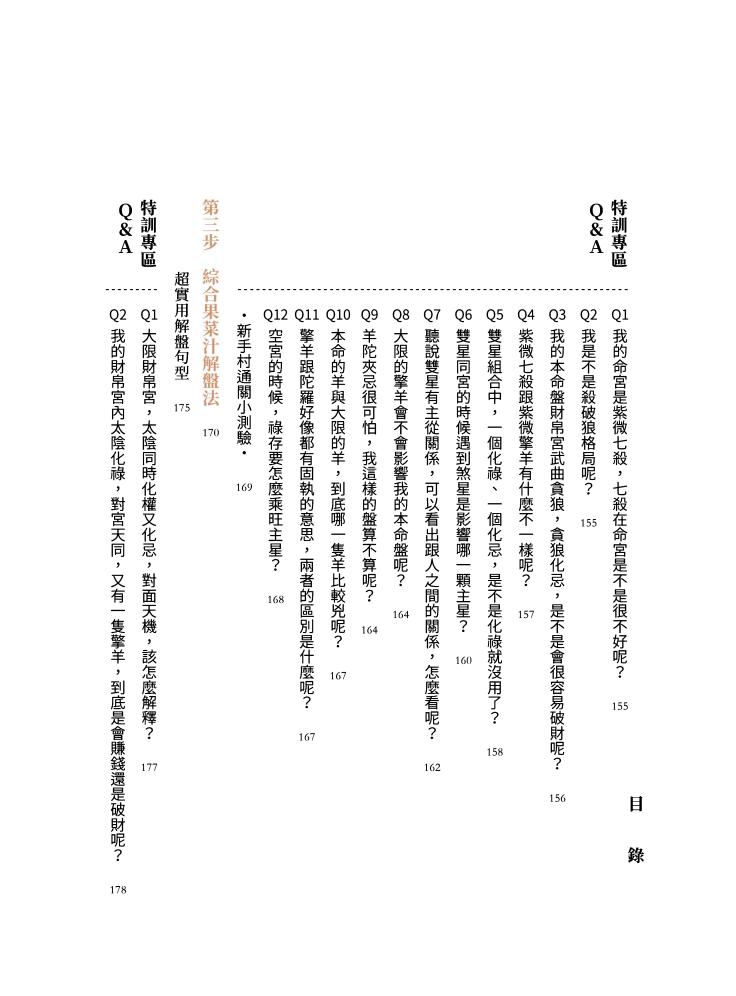 目錄
特訓專區
Q&A
Q1 我的命宮是紫微七殺，七殺在命宮是不是很不好呢？ 155
Q2 我是不是殺破狼格局呢？ 155
Q3 我的本命盤財帛宮武曲貪狼，貪狼化忌，是不是會很容易破財呢？ 156
Q4 紫微七殺跟紫微擎羊有什麼不一樣呢？ 157
Q5 雙星組合中，一個化祿、一個化忌，是不是化祿就沒用了？ 158
Q6 雙星同宮的時候遇到煞星是影響哪一顆主星？ 160
Q7 聽說雙星有主從關係，可以看出跟人之間的關係，怎麼看呢？ 162
Q8 大限的擎羊會不會影響我的本命盤呢？ 164
Q9 羊陀夾忌很可怕，我這樣的盤算不算呢？ 164
Q10 本命的羊與大限的羊，到底哪一隻羊比較兇呢？ 167
Q11 擎羊跟陀羅好像都有固執的意思，兩者的區別是什麼呢？ 167
Q12 空宮的時候，祿存要怎麼乘旺主星？ 168
・新手村通關小測驗・ 169
第三步 綜合果菜汁解盤法 170
超實用解盤句型 175
特訓專區
Q&A
Q1 大限財帛宮，太陰同時化權又化忌，對面天機，該怎麼解釋？ 177
Q2 我的財帛宮內太陰化祿，對宮天同，又有一隻擎羊，到底是會賺錢還是破財呢？ 178